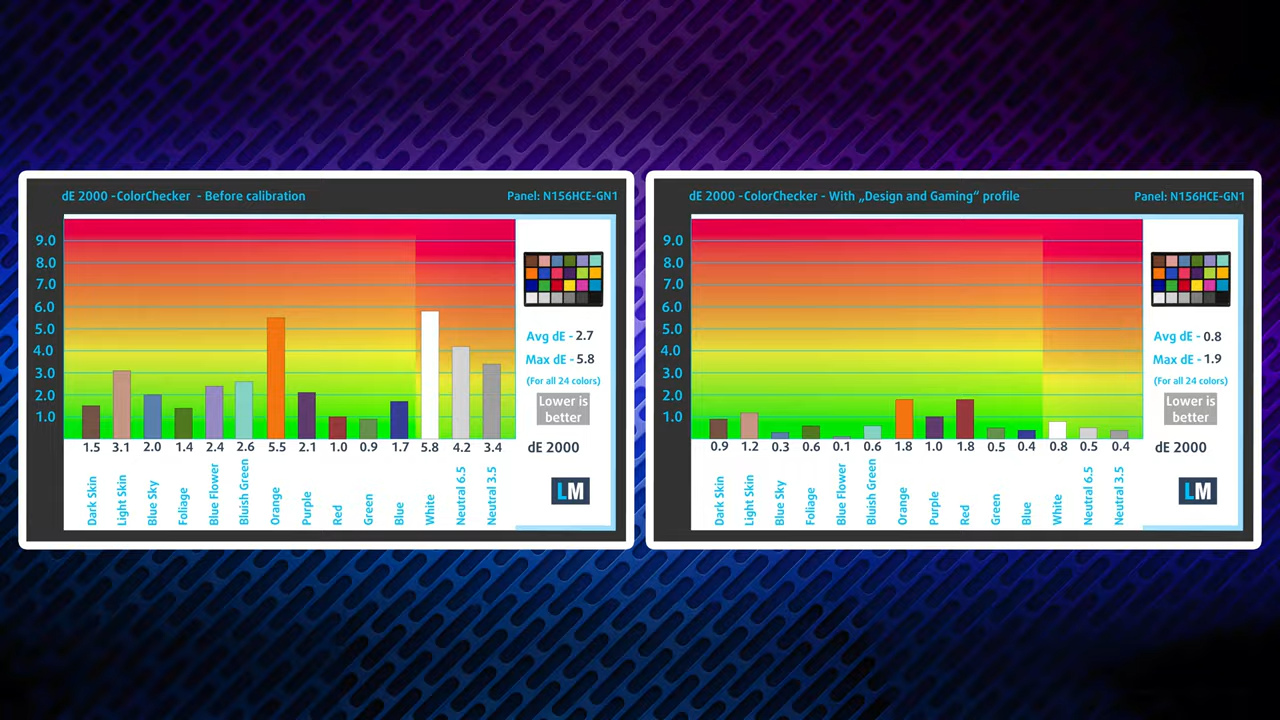 dE 2000 -ColorChecker - Before calibration
Panel: N156HCE-GN1
9.0
8.0
7.0
6.0
5.0
4.0
3.0
2.0
1.0
1.5 3.1 2.0 1.4 2.4 2.6 5.5 2.1 1.0 0.9 1.7 5.8 4.2 3.4
Dark Skin
Light Skin
Blue Sky
Foliage
Blue Flower
Bluish Green
Orange
Purple
Red
Green
Blue
White
Neutral 6.5
Neutral 3.5
Avg dE - 2.7
Max dE - 5.8
(For all 24 colors)
Lower is
better
dE 2000
LM
dE 2000 -ColorChecker - With „Design and Gaming“ profile
Panel: N156HCE-GN1
9.0
8.0
7.0
6.0
5.0
4.0
3.0
2.0
1.0
0.9 1.2 0.3 0.6 0.1 0.6 1.8 1.0 1.8 0.5 0.4 0.8 0.5 0.4
Dark Skin
Light Skin
Blue Sky
Foliage
Blue Flower
Bluish Green
Orange
Purple
Red
Green
Blue
White
Neutral 6.5
Neutral 3.5
Avg dE - 0.8
Max dE - 1.9
(For all 24 colors)
Lower is
better
dE 2000
LM